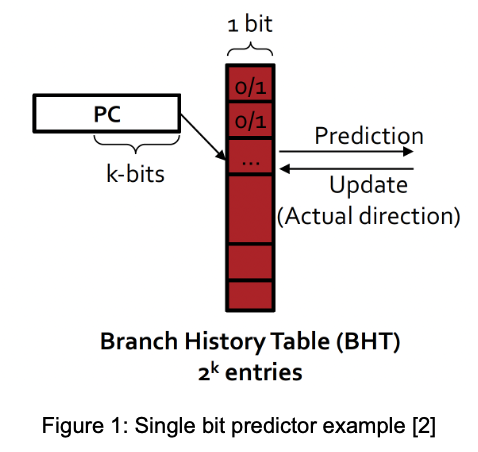 1 bit
0/1
PC
0/1
Prediction
...
k-bits
Update
(Actual direction)
Branch History Table (BHT)
2ᵏ entries
Figure 1: Single bit predictor example [2]